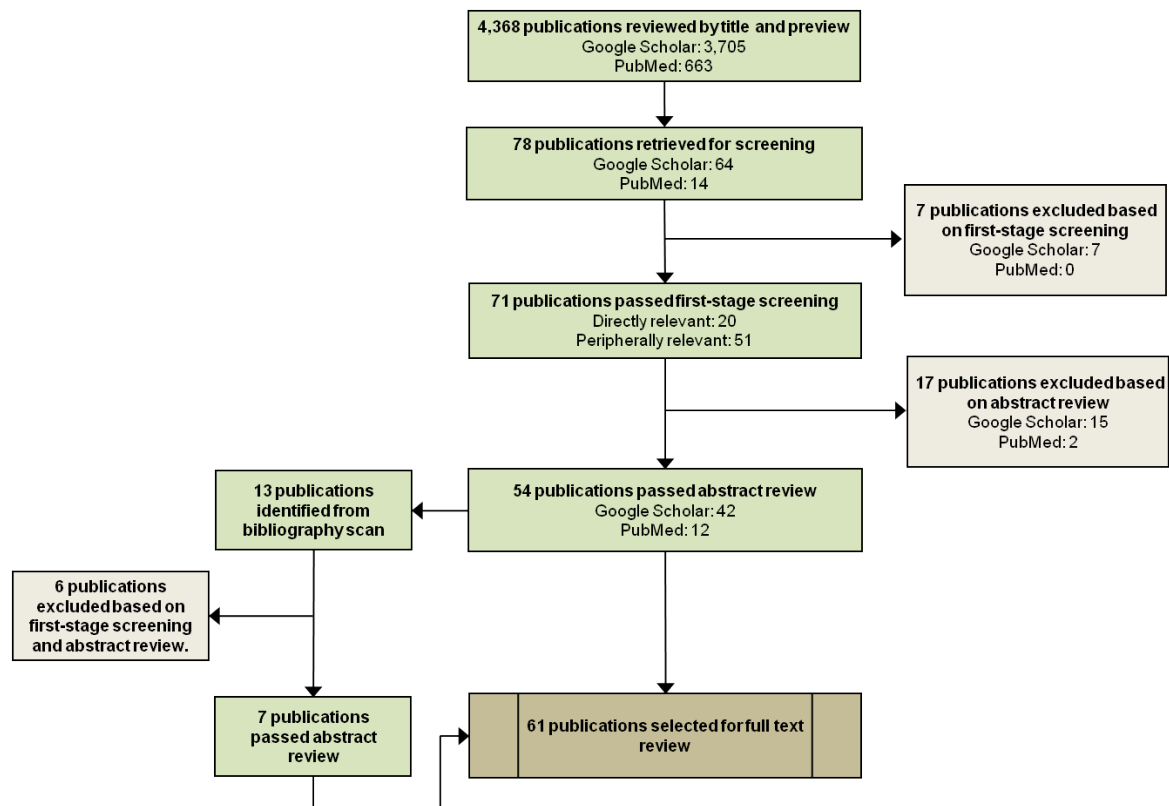 4,368 publications reviewed by title and preview
Google Scholar: 3,705
PubMed: 663
78 publications retrieved for screening
Google Scholar: 64
PubMed: 14
7 publications excluded based
on first-stage screening
Google Scholar: 7
PubMed: 0
71 publications passed first-stage screening
Directly relevant: 20
Peripherally relevant: 51
17 publications excluded based
on abstract review
Google Scholar: 15
PubMed: 2
54 publications passed abstract review
Google Scholar: 42
PubMed: 12
13 publications
identified from
bibliography scan
6 publications
excluded based on
first-stage screening
and abstract review.
7 publications
passed abstract
review
61 publications selected for full text
review